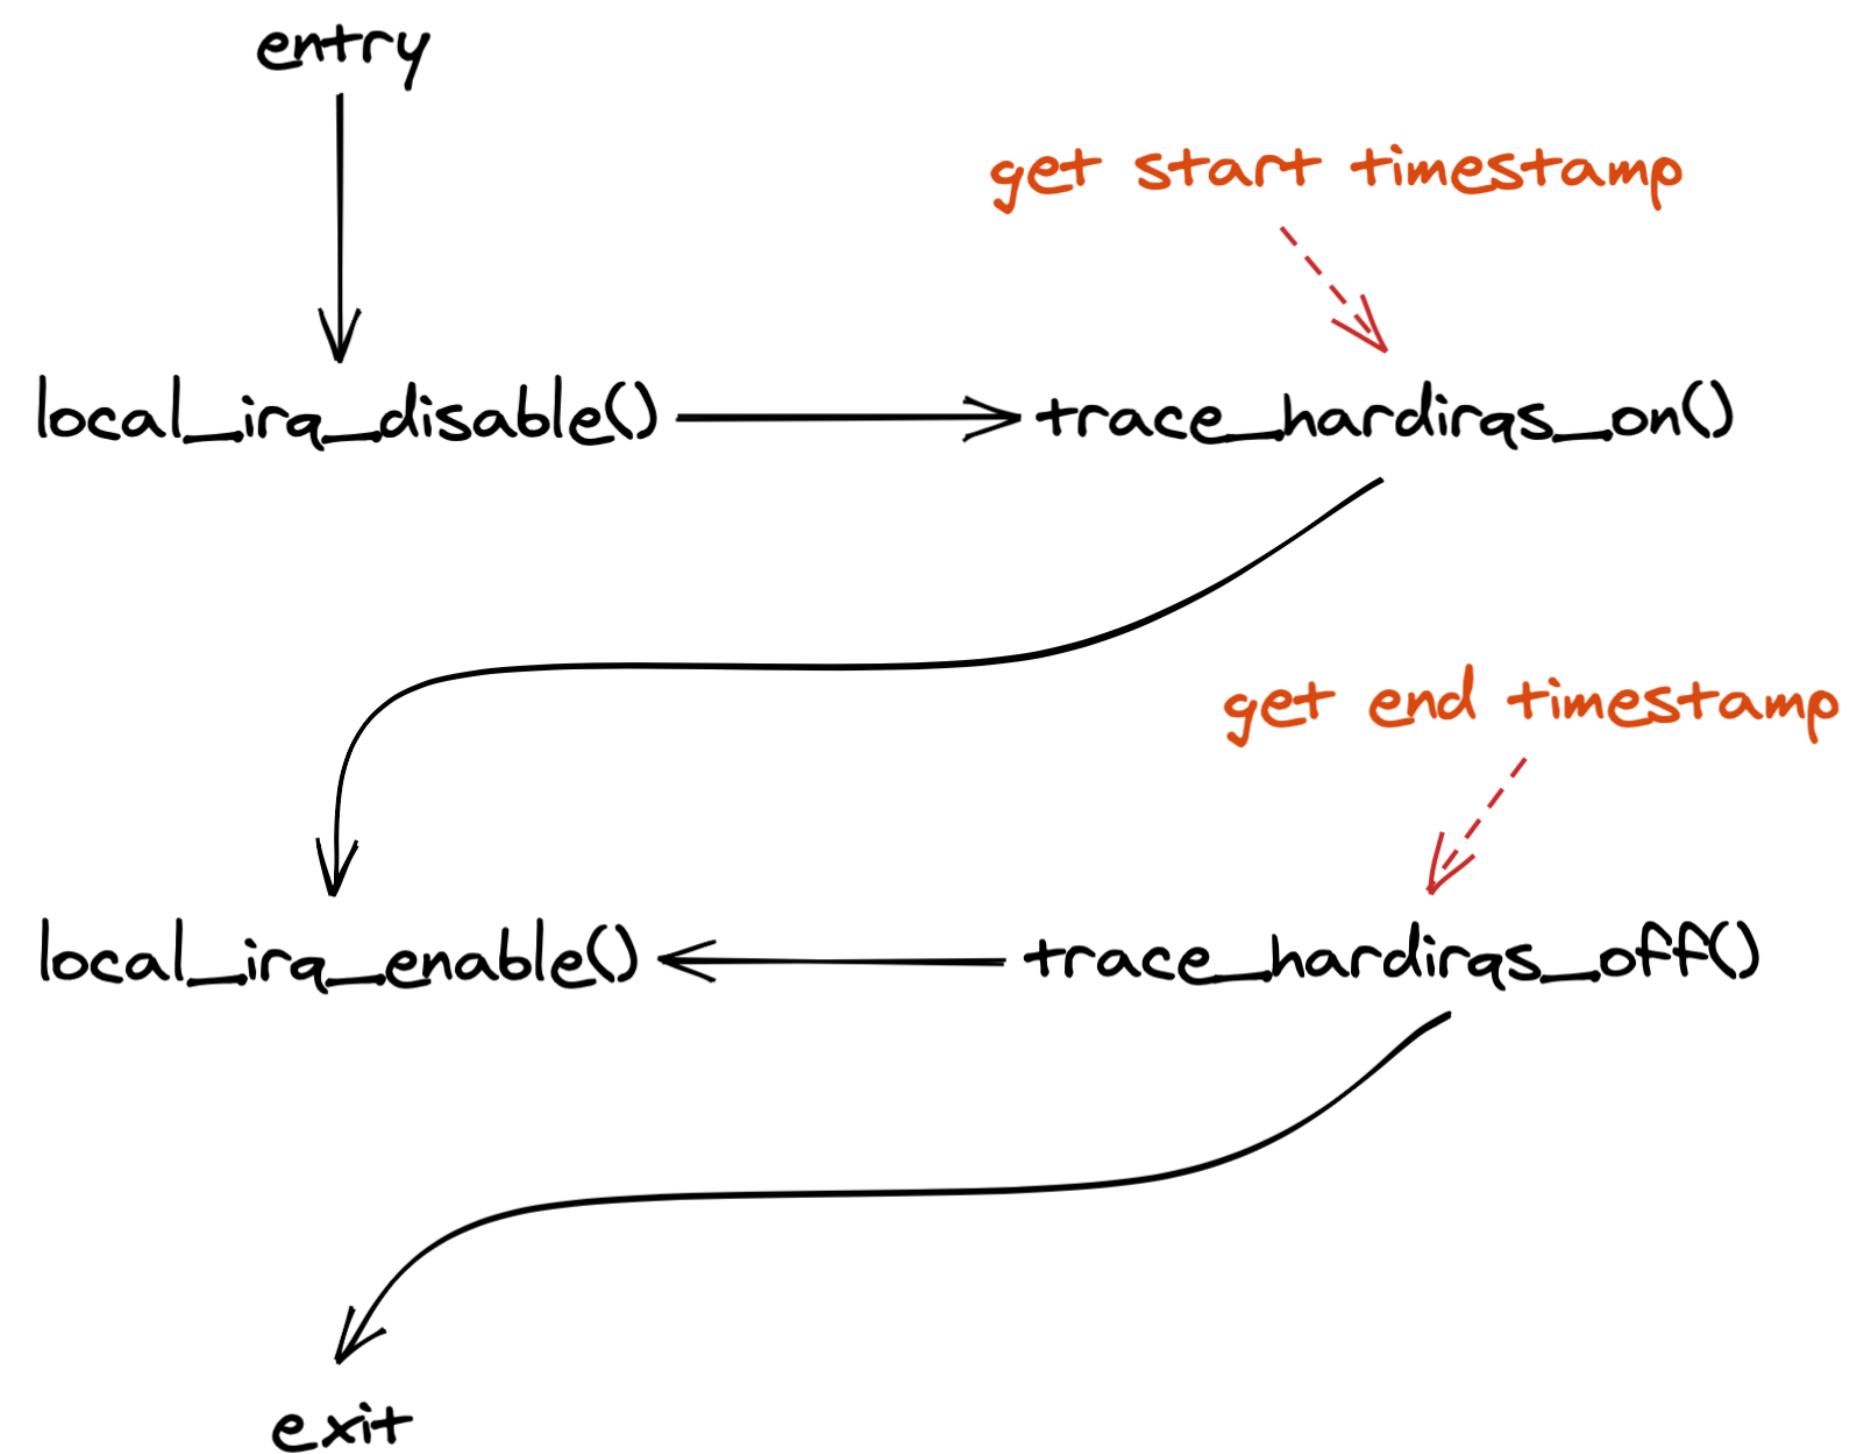 entry
get start timestamp
local_irq_disable()
trace_hardirqs_on()
get end timestamp
local_irq_enable()
trace_hardirqs_off()
exit